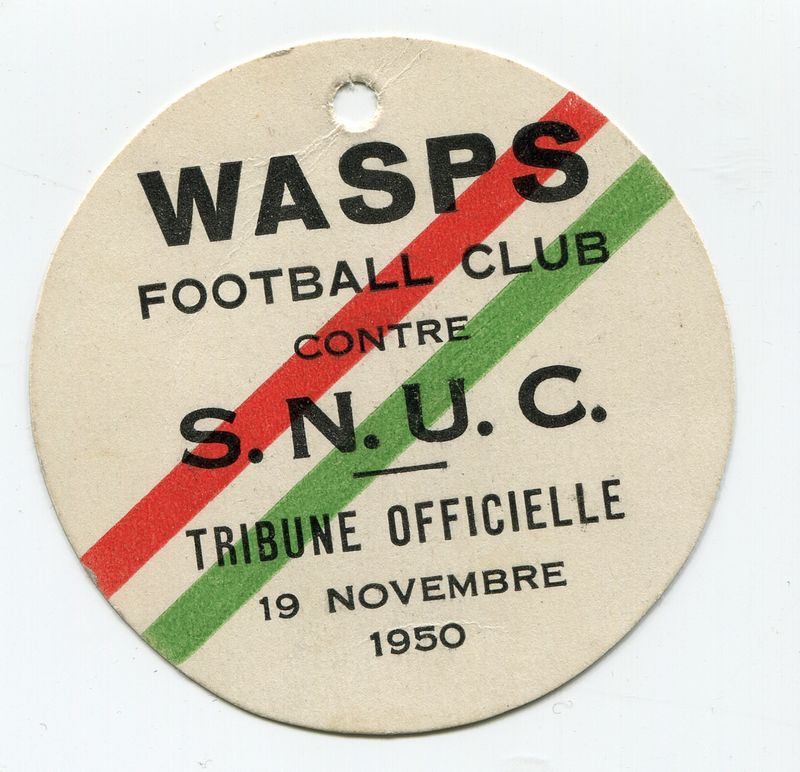 WASPS
FOOTBALL CLUB
CONTRE
S.N.U.C.
TRIBUNE OFFICIELLE
19 NOVEMBRE
1950